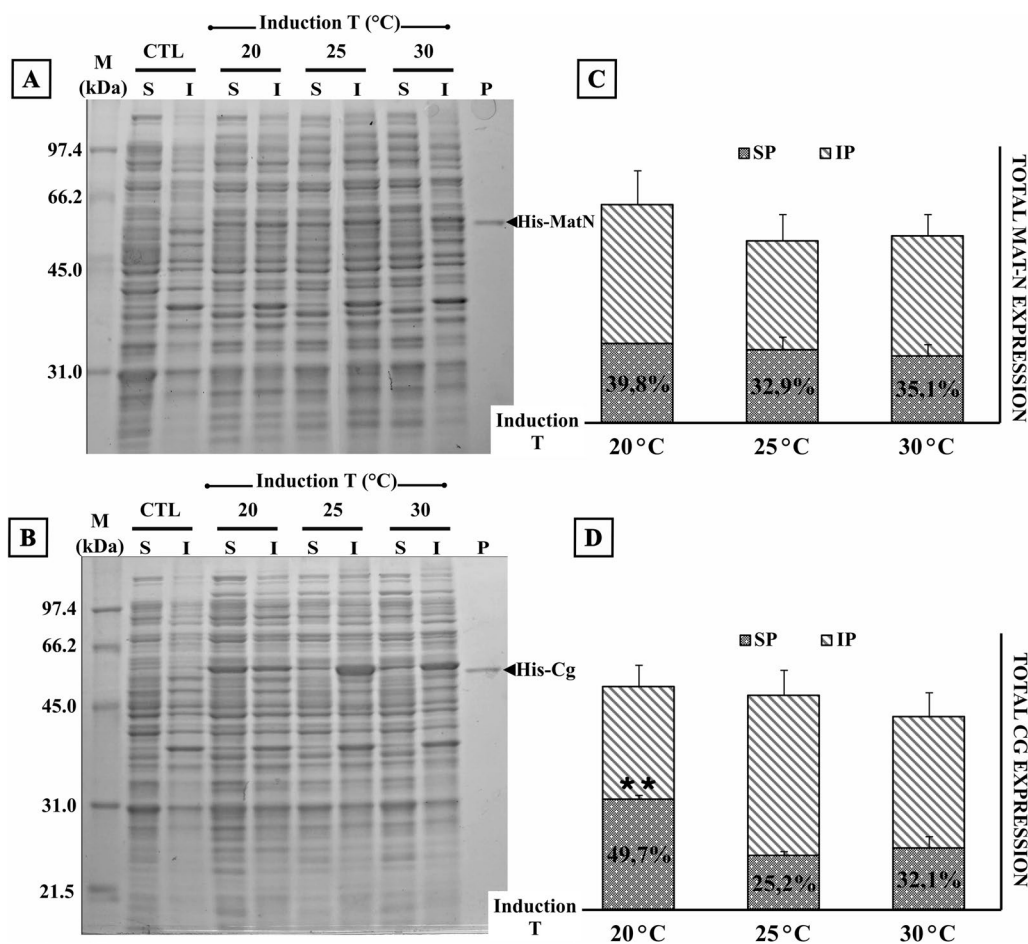 A
Induction T (°C)
CTL 20 25 30
M
(kDa)
S I S I S I S I P
97.4
66.2
45.0
31.0
His-MatN
C
SP IP
39,8% 32,9% 35,1%
Induction
T
20°C 25°C 30°C
TOTAL MAT-N EXPRESSION
B
Induction T (°C)
CTL 20 25 30
M
(kDa)
S I S I S I S I P
97.4
66.2
45.0
31.0
21.5
His-Cg
D
SP IP
**
49,7% 25,2% 32,1%
Induction
T
20°C 25°C 30°C
TOTAL CG EXPRESSION